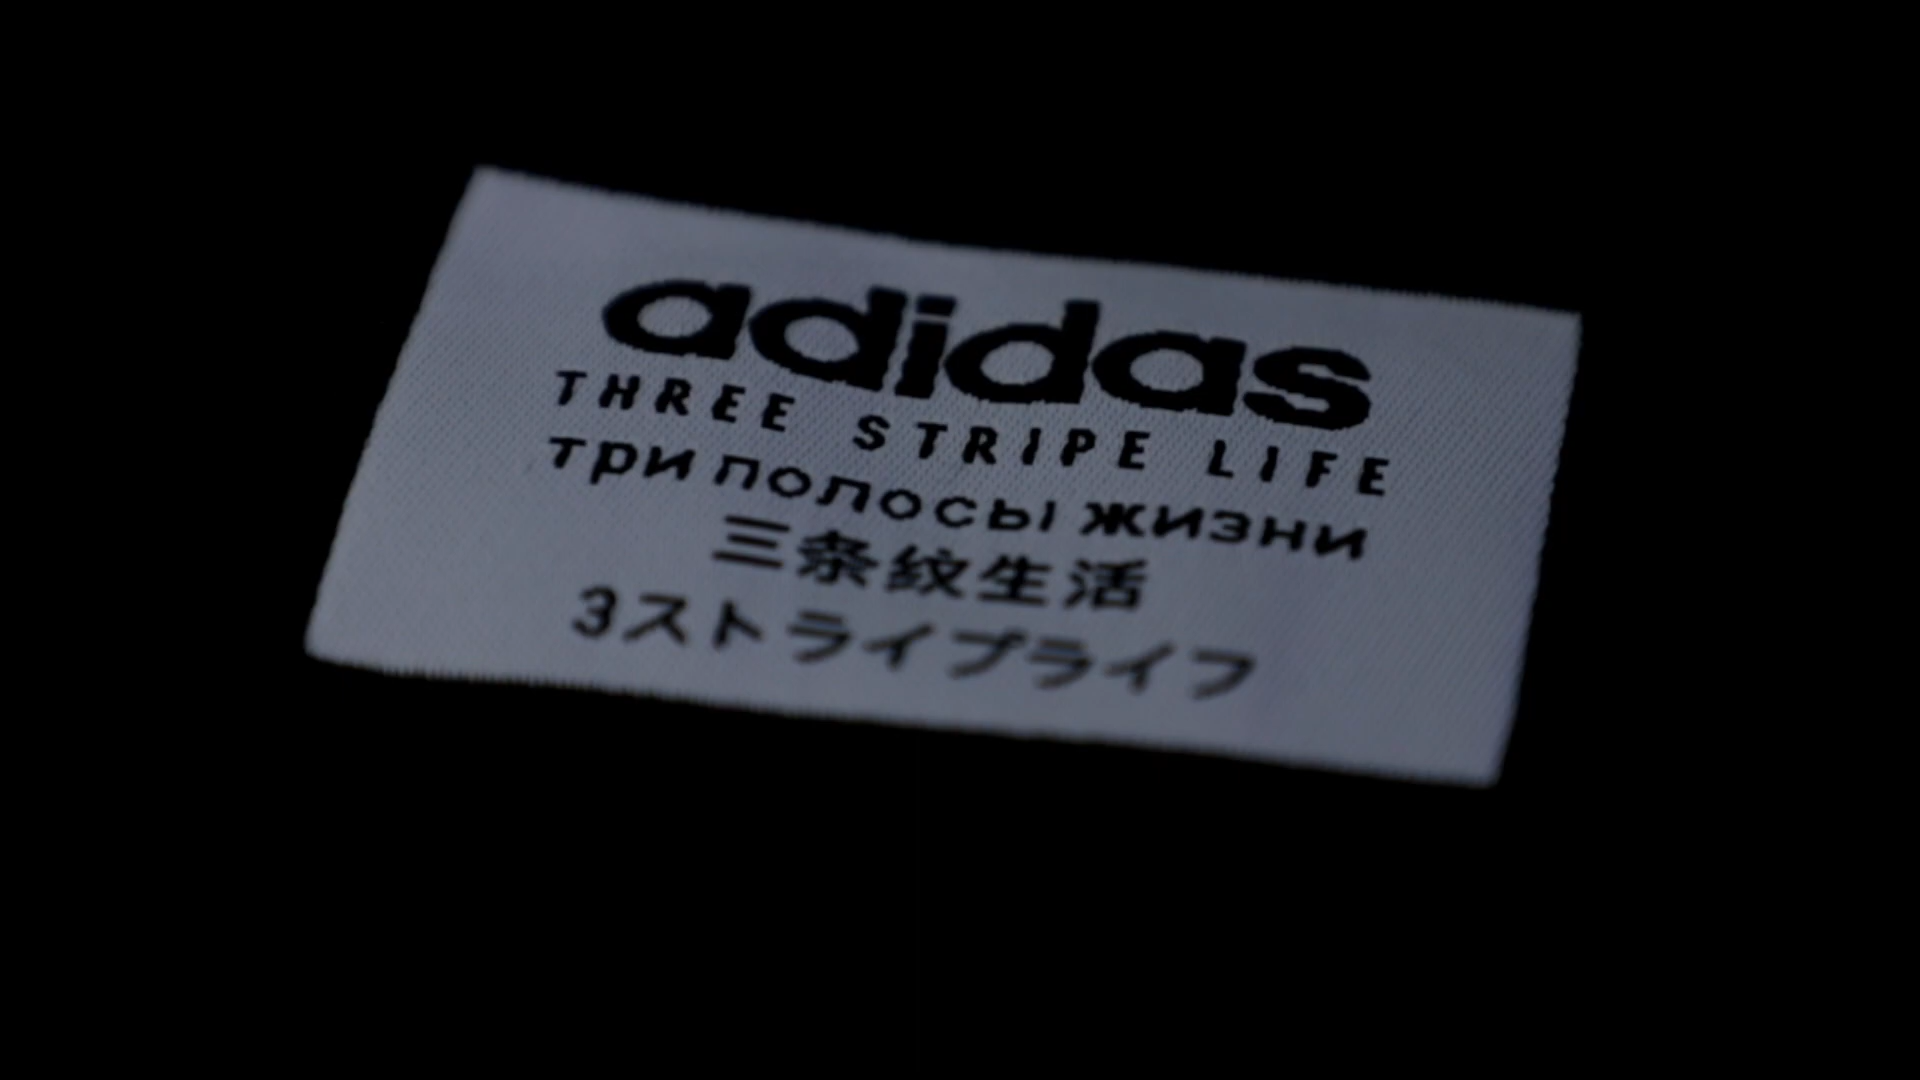 adidas
THREE STRIPE LIFE
три полосы жизни
三条纹生活
3ストライプライフ